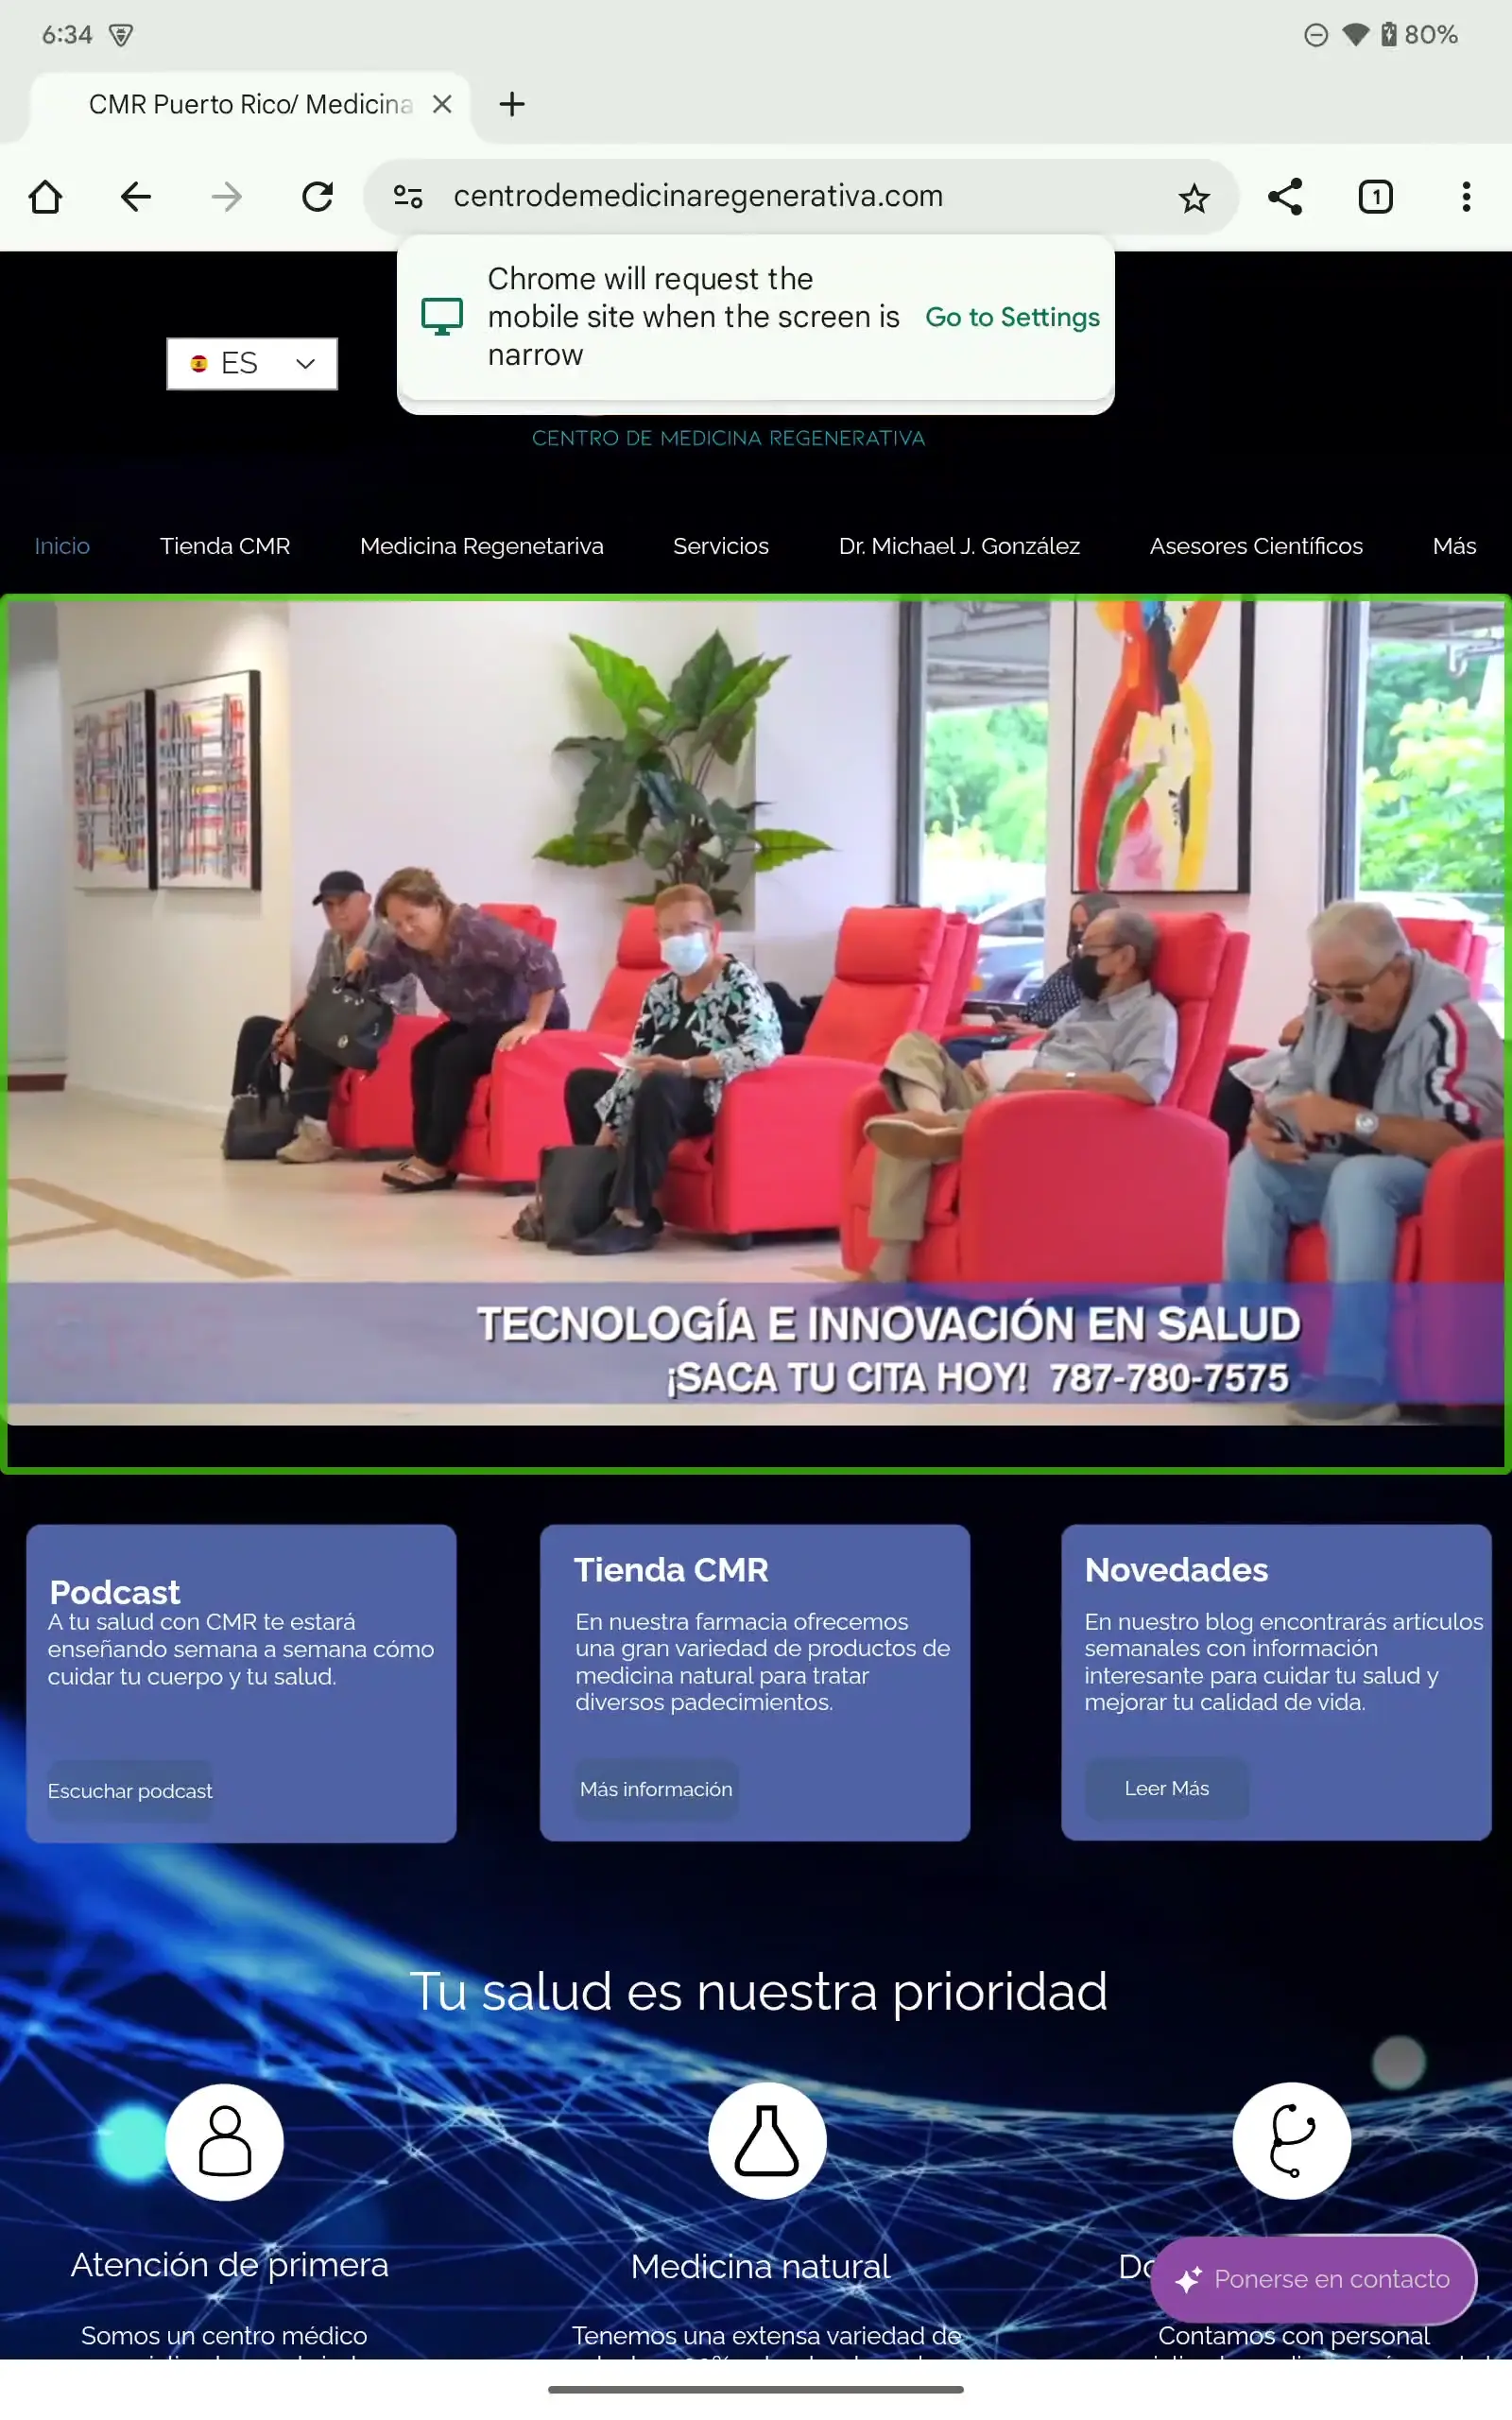 6:34
80%
CMR Puerto Rico/ Medicina
centrodemedicinaregenerativa.com
1
Chrome will request the
mobile site when the screen is
narrow
Go to Settings
ES
CENTRO DE MEDICINA REGENERATIVA
Inicio
Tienda CMR
Medicina Regenetariva
Servicios
Dr. Michael J. González
Asesores Científicos
Más
TECNOLOGÍA E INNOVACIÓN EN SALUD
¡SACA TU CITA HOY! 787-780-7575
Podcast
A tu salud con CMR te estará
enseñando semana a semana cómo
cuidar tu cuerpo y tu salud.
Escuchar podcast
Tienda CMR
En nuestra farmacia ofrecemos
una gran variedad de productos de
medicina natural para tratar
diversos padecimientos.
Más información
Novedades
En nuestro blog encontrarás artículos
semanales con información
interesante para cuidar tu salud y
mejorar tu calidad de vida.
Leer Más
Tu salud es nuestra prioridad
Atención de primera
Somos un centro médico
Medicina natural
Tenemos una extensa variedad de
Ponerse en contacto
Contamos con personal